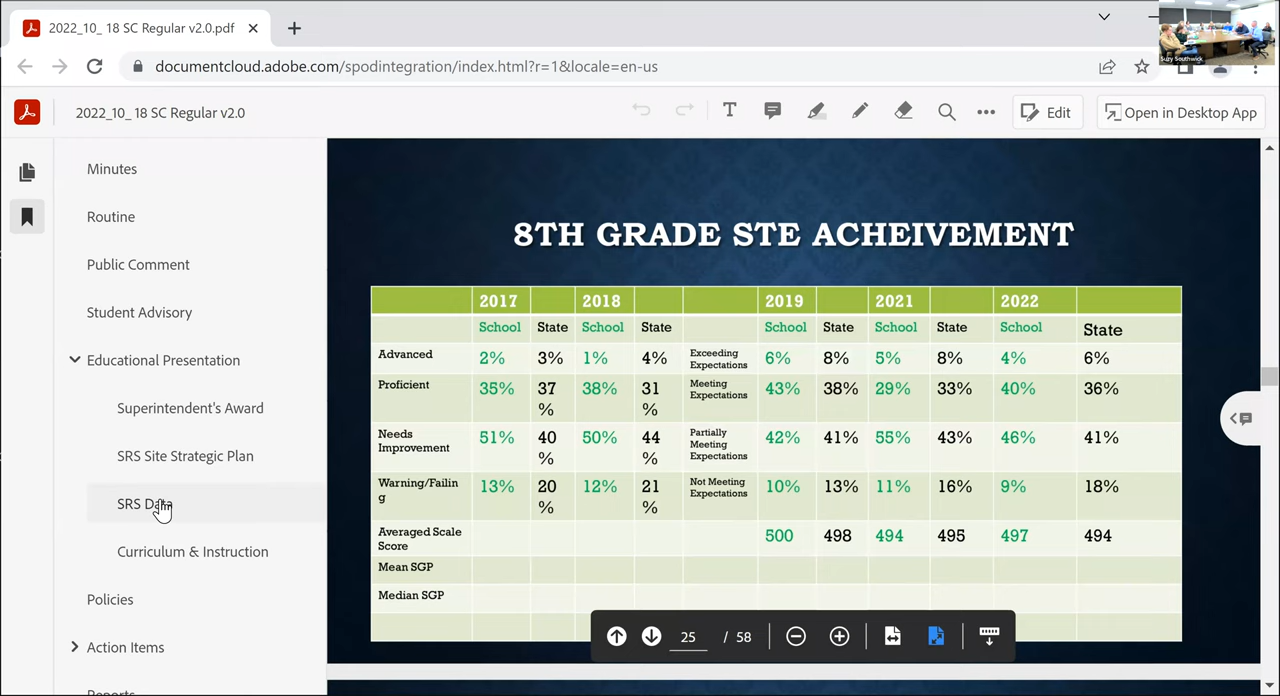 2022_10_ 18 SC Regular v2.0.pdf
Suzy Southwick
documentcloud.adobe.com/spodintegration/index.html?r=1&locale=en-us
2022_10_ 18 SC Regular v2.0
Edit
Open in Desktop App
Minutes
Routine
Public Comment
Student Advisory
Educational Presentation
Superintendent's Award
SRS Site Strategic Plan
SRS Data
Curriculum & Instruction
Policies
Action Items
Reports
8TH GRADE STE ACHEIVEMENT
2017 2018 2019 2021 2022
School State School State School State School State School State
Advanced 2% 3% 1% 4% Exceeding Expectations 6% 8% 5% 8% 4% 6%
Proficient 35% 37 % 38% 31 % Meeting Expectations 43% 38% 29% 33% 40% 36%
Needs Improvement 51% 40 % 50% 44 % Partially Meeting Expectations 42% 41% 55% 43% 46% 41%
Warning/Failin g 13% 20 % 12% 21 % Not Meeting Expectations 10% 13% 11% 16% 9% 18%
Averaged Scale Score 500 498 494 495 497 494
Mean SGP
Median SGP
25 / 58